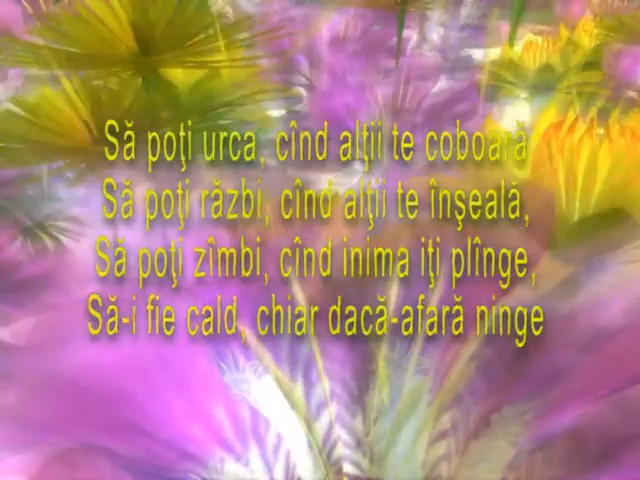 Să poţi urca, cînd alţii te coboară
Să poţi răzbi, cînd alţii te înşeală,
Să poţi zîmbi, cînd inima iţi plînge,
Să-i fie cald, chiar dacă-afară ninge